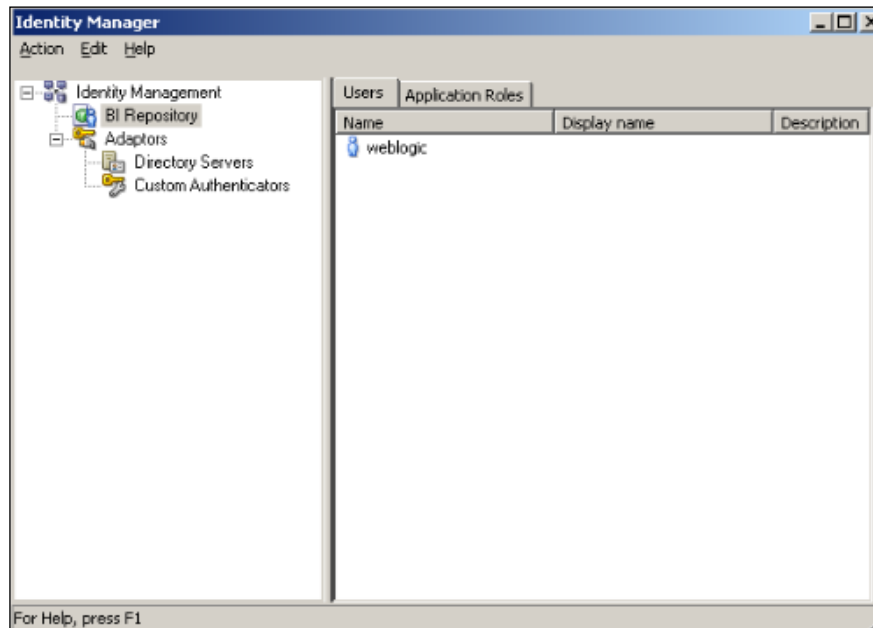 Identity Manager
Action Edit Help
Identity Management
BI Repository
Adaptors
Directory Servers
Custom Authenticators
Users Application Roles
Name Display name Description
weblogic
For Help, press F1